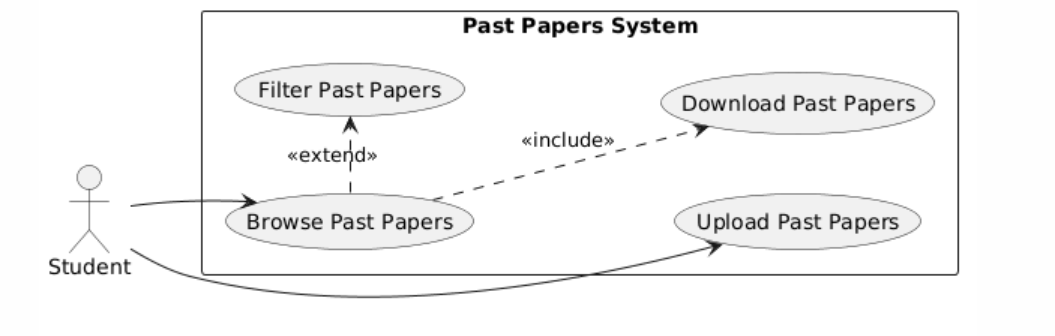 Past Papers System
Filter Past Papers
Download Past Papers
«include»
«extend»
Browse Past Papers
Upload Past Papers
Student